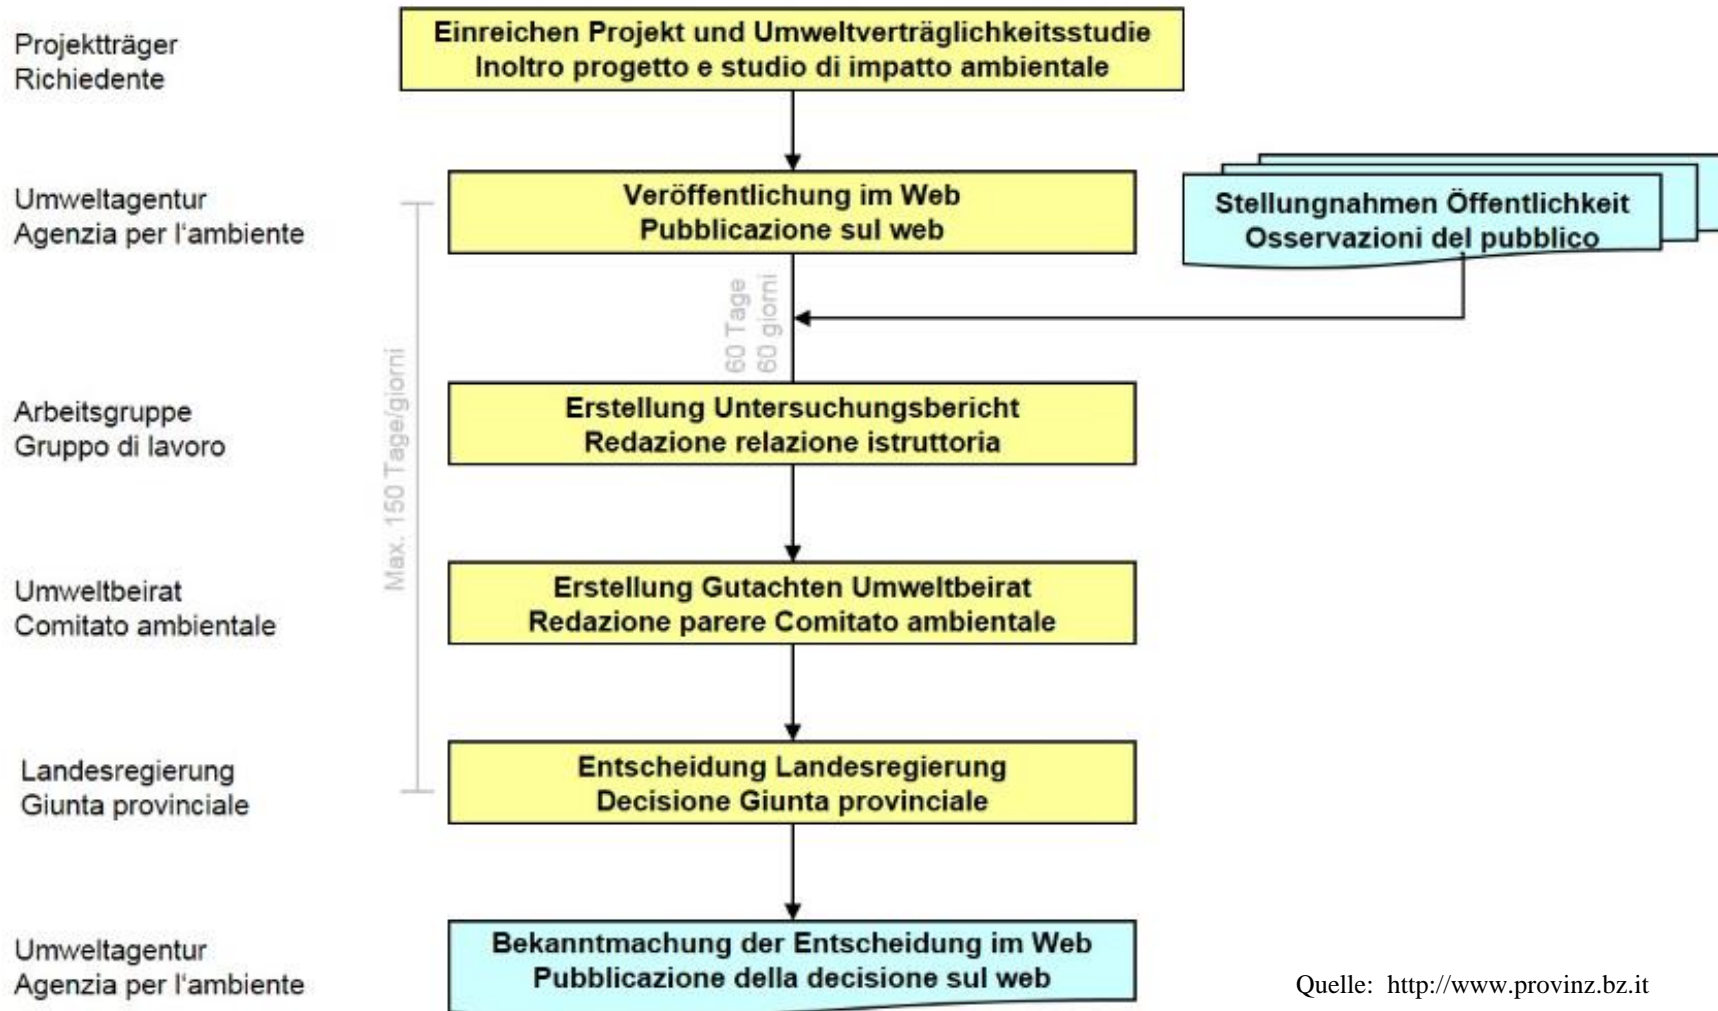 Projektträger
Richiedente
Einreichen Projekt und Umweltverträglichkeitsstudie
Inoltro progetto e studio di impatto ambientale
Umweltagentur
Agenzia per l'ambiente
Veröffentlichung im Web
Pubblicazione sul web
Stellungnahmen Öffentlichkeit
Osservazioni del pubblico
60 Tage
60 giorni
Max. 150 Tage/giorni
Arbeitsgruppe
Gruppo di lavoro
Erstellung Untersuchungsbericht
Redazione relazione istruttoria
Umweltbeirat
Comitato ambientale
Erstellung Gutachten Umweltbeirat
Redazione parere Comitato ambientale
Landesregierung
Giunta provinciale
Entscheidung Landesregierung
Decisione Giunta provinciale
Umweltagentur
Agenzia per l'ambiente
Bekanntmachung der Entscheidung im Web
Pubblicazione della decisione sul web
Quelle: http://www.provinz.bz.it